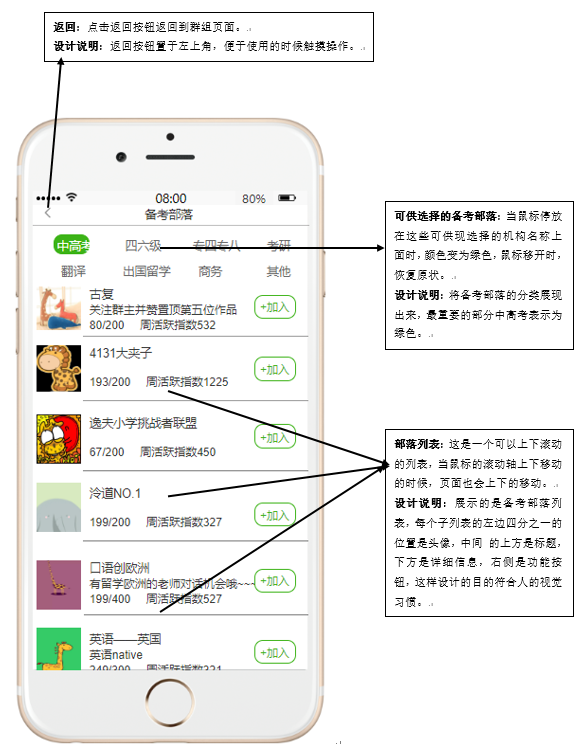 返回：点击返回按钮返回到群组页面。
设计说明：返回按钮置于左上角，便于使用的时候触摸操作。
08:00
80%
备考部落
中高考
四六级
专四专八
考研
翻译
出国留学
商务
其他
古复
关注群主并赞置顶第五位作品
80/200 周活跃指数532
+加入
4131大夹子
193/200 周活跃指数1225
+加入
逸夫小学挑战者联盟
67/200 周活跃指数450
+加入
泠道NO.1
199/200 周活跃指数327
+加入
口语创欧洲
有留学欧洲的老师对话机会哦~~~
199/400 周活跃指数527
+加入
英语——英国
英语native
249/300 周活跃指数321
+加入
可供选择的备考部落：当鼠标停放
在这些可供现选择的机构名称上
面时，颜色变为绿色，鼠标移开时，
恢复原状。
设计说明：将备考部落的分类展现
出来，最重要的部分中高考表示为
绿色。
部落列表：这是一个可以上下滚动
的列表，当鼠标的滚动轴上下移动
的时候，页面也会上下的移动。
设计说明：展示的是备考部落列
表，每个子列表的左边四分之一的
位置是头像，中间 的上方是标题，
下方是详细信息，右侧是功能按
钮，这样设计的目的符合人的视觉
习惯。